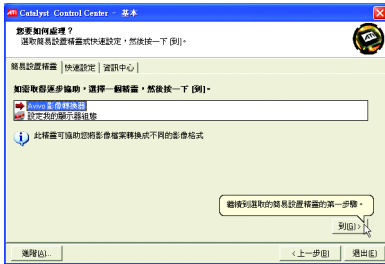 ATI Catalyst Control Center - 基本
您要如何處理？
選取簡易設置精靈或快速設定，然後按一下 [到]。
ATI
簡易設置精靈 快速設定 資訊中心
如需取得逐步協助，選擇一個精靈，然後按一下 [到]。
Avivo 影像轉換器
設定我的顯示器組態
此精靈可協助您將影像檔案轉換成不同的影像格式
繼續到選取的簡易設置精靈的第一步驟。
到(G)>
進階(A)...
<上一步(B)
退出(E)